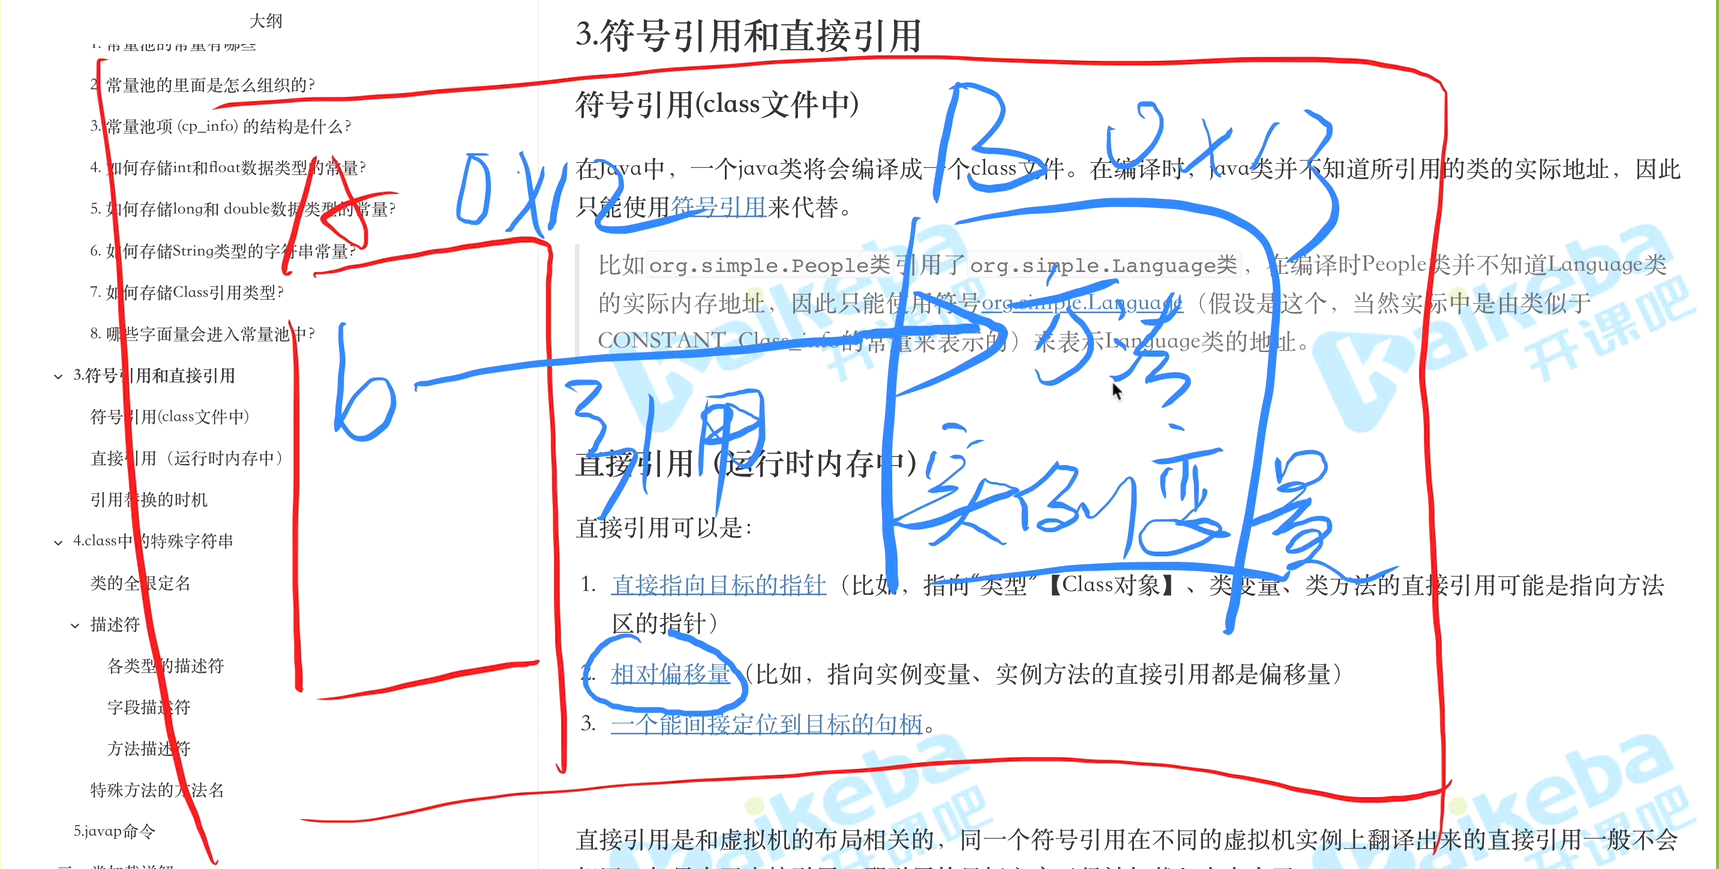 大纲
1. 常量池的常量有哪些
2. 常量池的里面是怎么组织的?
3. 常量池项 (cp_info) 的结构是什么?
4. 如何存储int和float数据类型的常量?
5. 如何存储long和 double数据类型的常量?
6. 如何存储String类型的字符串常量?
7. 如何存储Class引用类型?
8. 哪些字面量会进入常量池中?
3.符号引用和直接引用
符号引用(class文件中)
直接引用（运行时内存中）
引用替换的时机
4.class中的特殊字符串
类的全限定名
描述符
各类型的描述符
字段描述符
方法描述符
特殊方法的方法名
5.javap命令
3.符号引用和直接引用
符号引用(class文件中)
在Java中，一个java类将会编译成一个class文件。在编译时，java类并不知道所引用的类的实际地址，因此
只能使用符号引用来代替。
比如org.simple.People类引用了org.simple.Language类，在编译时People类并不知道Language类
的实际内存地址，因此只能使用符号org.simple.Language（假设是这个，当然实际中是由类似于
CONSTANT_Class_info的常量来表示的）来表示Language类的地址。
直接引用（运行时内存中）
直接引用可以是：
1. 直接指向目标的指针（比如，指向“类型”【Class对象】、类变量、类方法的直接引用可能是指向方法
区的指针）
2. 相对偏移量（比如，指向实例变量、实例方法的直接引用都是偏移量）
3. 一个能间接定位到目标的句柄。
直接引用是和虚拟机的布局相关的，同一个符号引用在不同的虚拟机实例上翻译出来的直接引用一般不会
A
0x12
B 0x13
b
引用
方法
实例变量
kaikeba
开课吧
kaikeba
开课吧
kaikeba
开课吧
kaikeba
开课吧